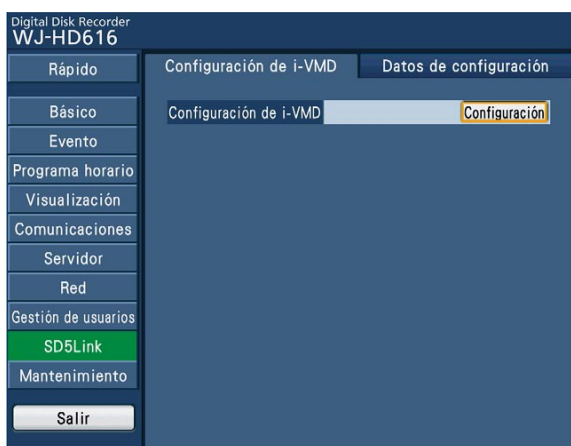 Digital Disk Recorder
WJ-HD616
Rápido
Básico
Evento
Programa horario
Visualización
Comunicaciones
Servidor
Red
Gestión de usuarios
SD5Link
Mantenimiento
Salir
Configuración de i-VMD
Datos de configuración
Configuración de i-VMD
Configuración